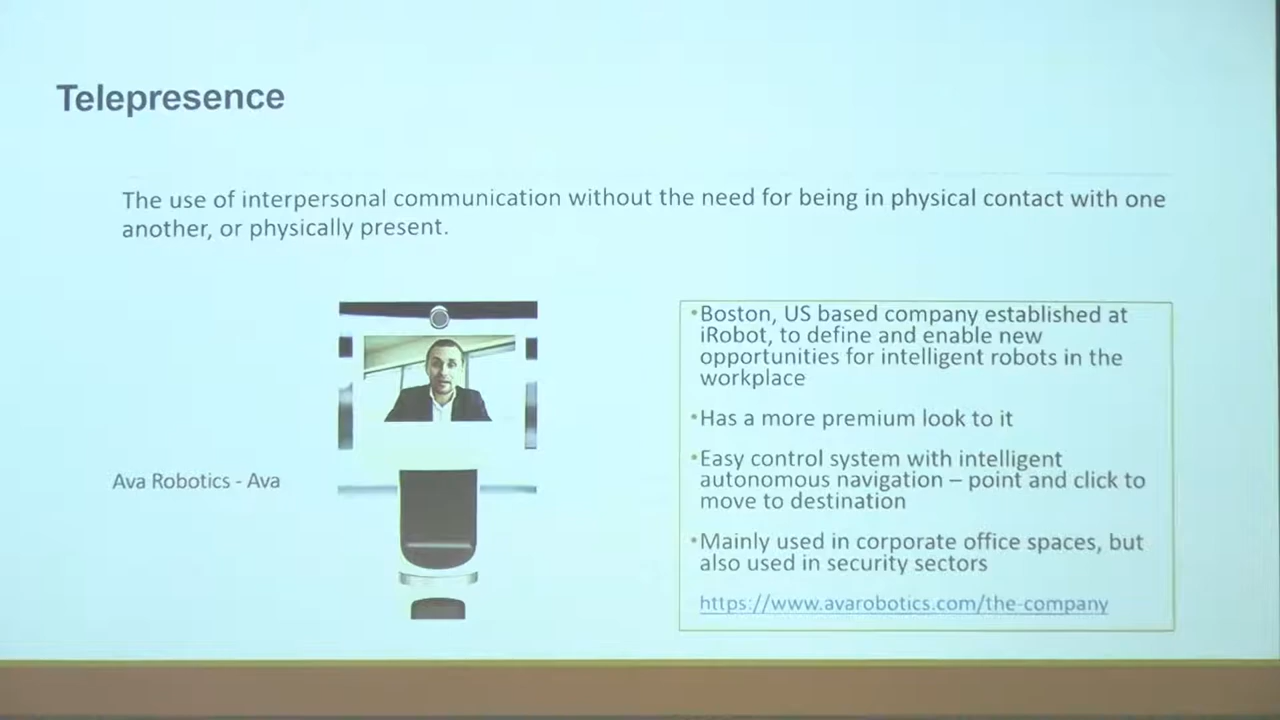 Telepresence
The use of interpersonal communication without the need for being in physical contact with one
another, or physically present.
Ava Robotics - Ava
•Boston, US based company established at
iRobot, to define and enable new
opportunities for intelligent robots in the
workplace
•Has a more premium look to it
•Easy control system with intelligent
autonomous navigation – point and click to
move to destination
•Mainly used in corporate office spaces, but
also used in security sectors
https://www.avarobotics.com/the-company